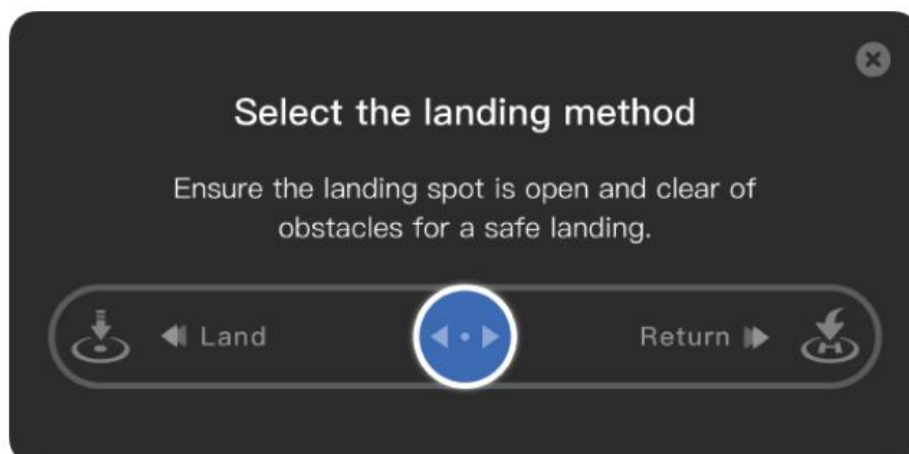 Select the landing method
Ensure the landing spot is open and clear of
obstacles for a safe landing.
Land
Return